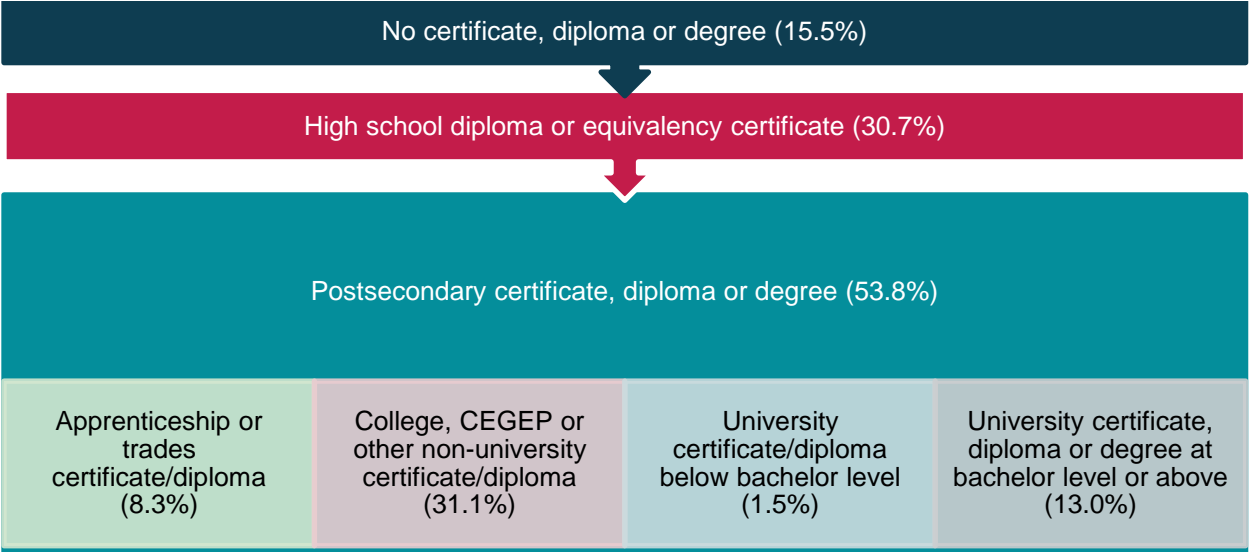 No certificate, diploma or degree (15.5%)
High school diploma or equivalency certificate (30.7%)
Postsecondary certificate, diploma or degree (53.8%)
Apprenticeship or
trades
certificate/diploma
(8.3%)
College, CEGEP or
other non-university
certificate/diploma
(31.1%)
University
certificate/diploma
below bachelor level
(1.5%)
University certificate,
diploma or degree at
bachelor level or above
(13.0%)